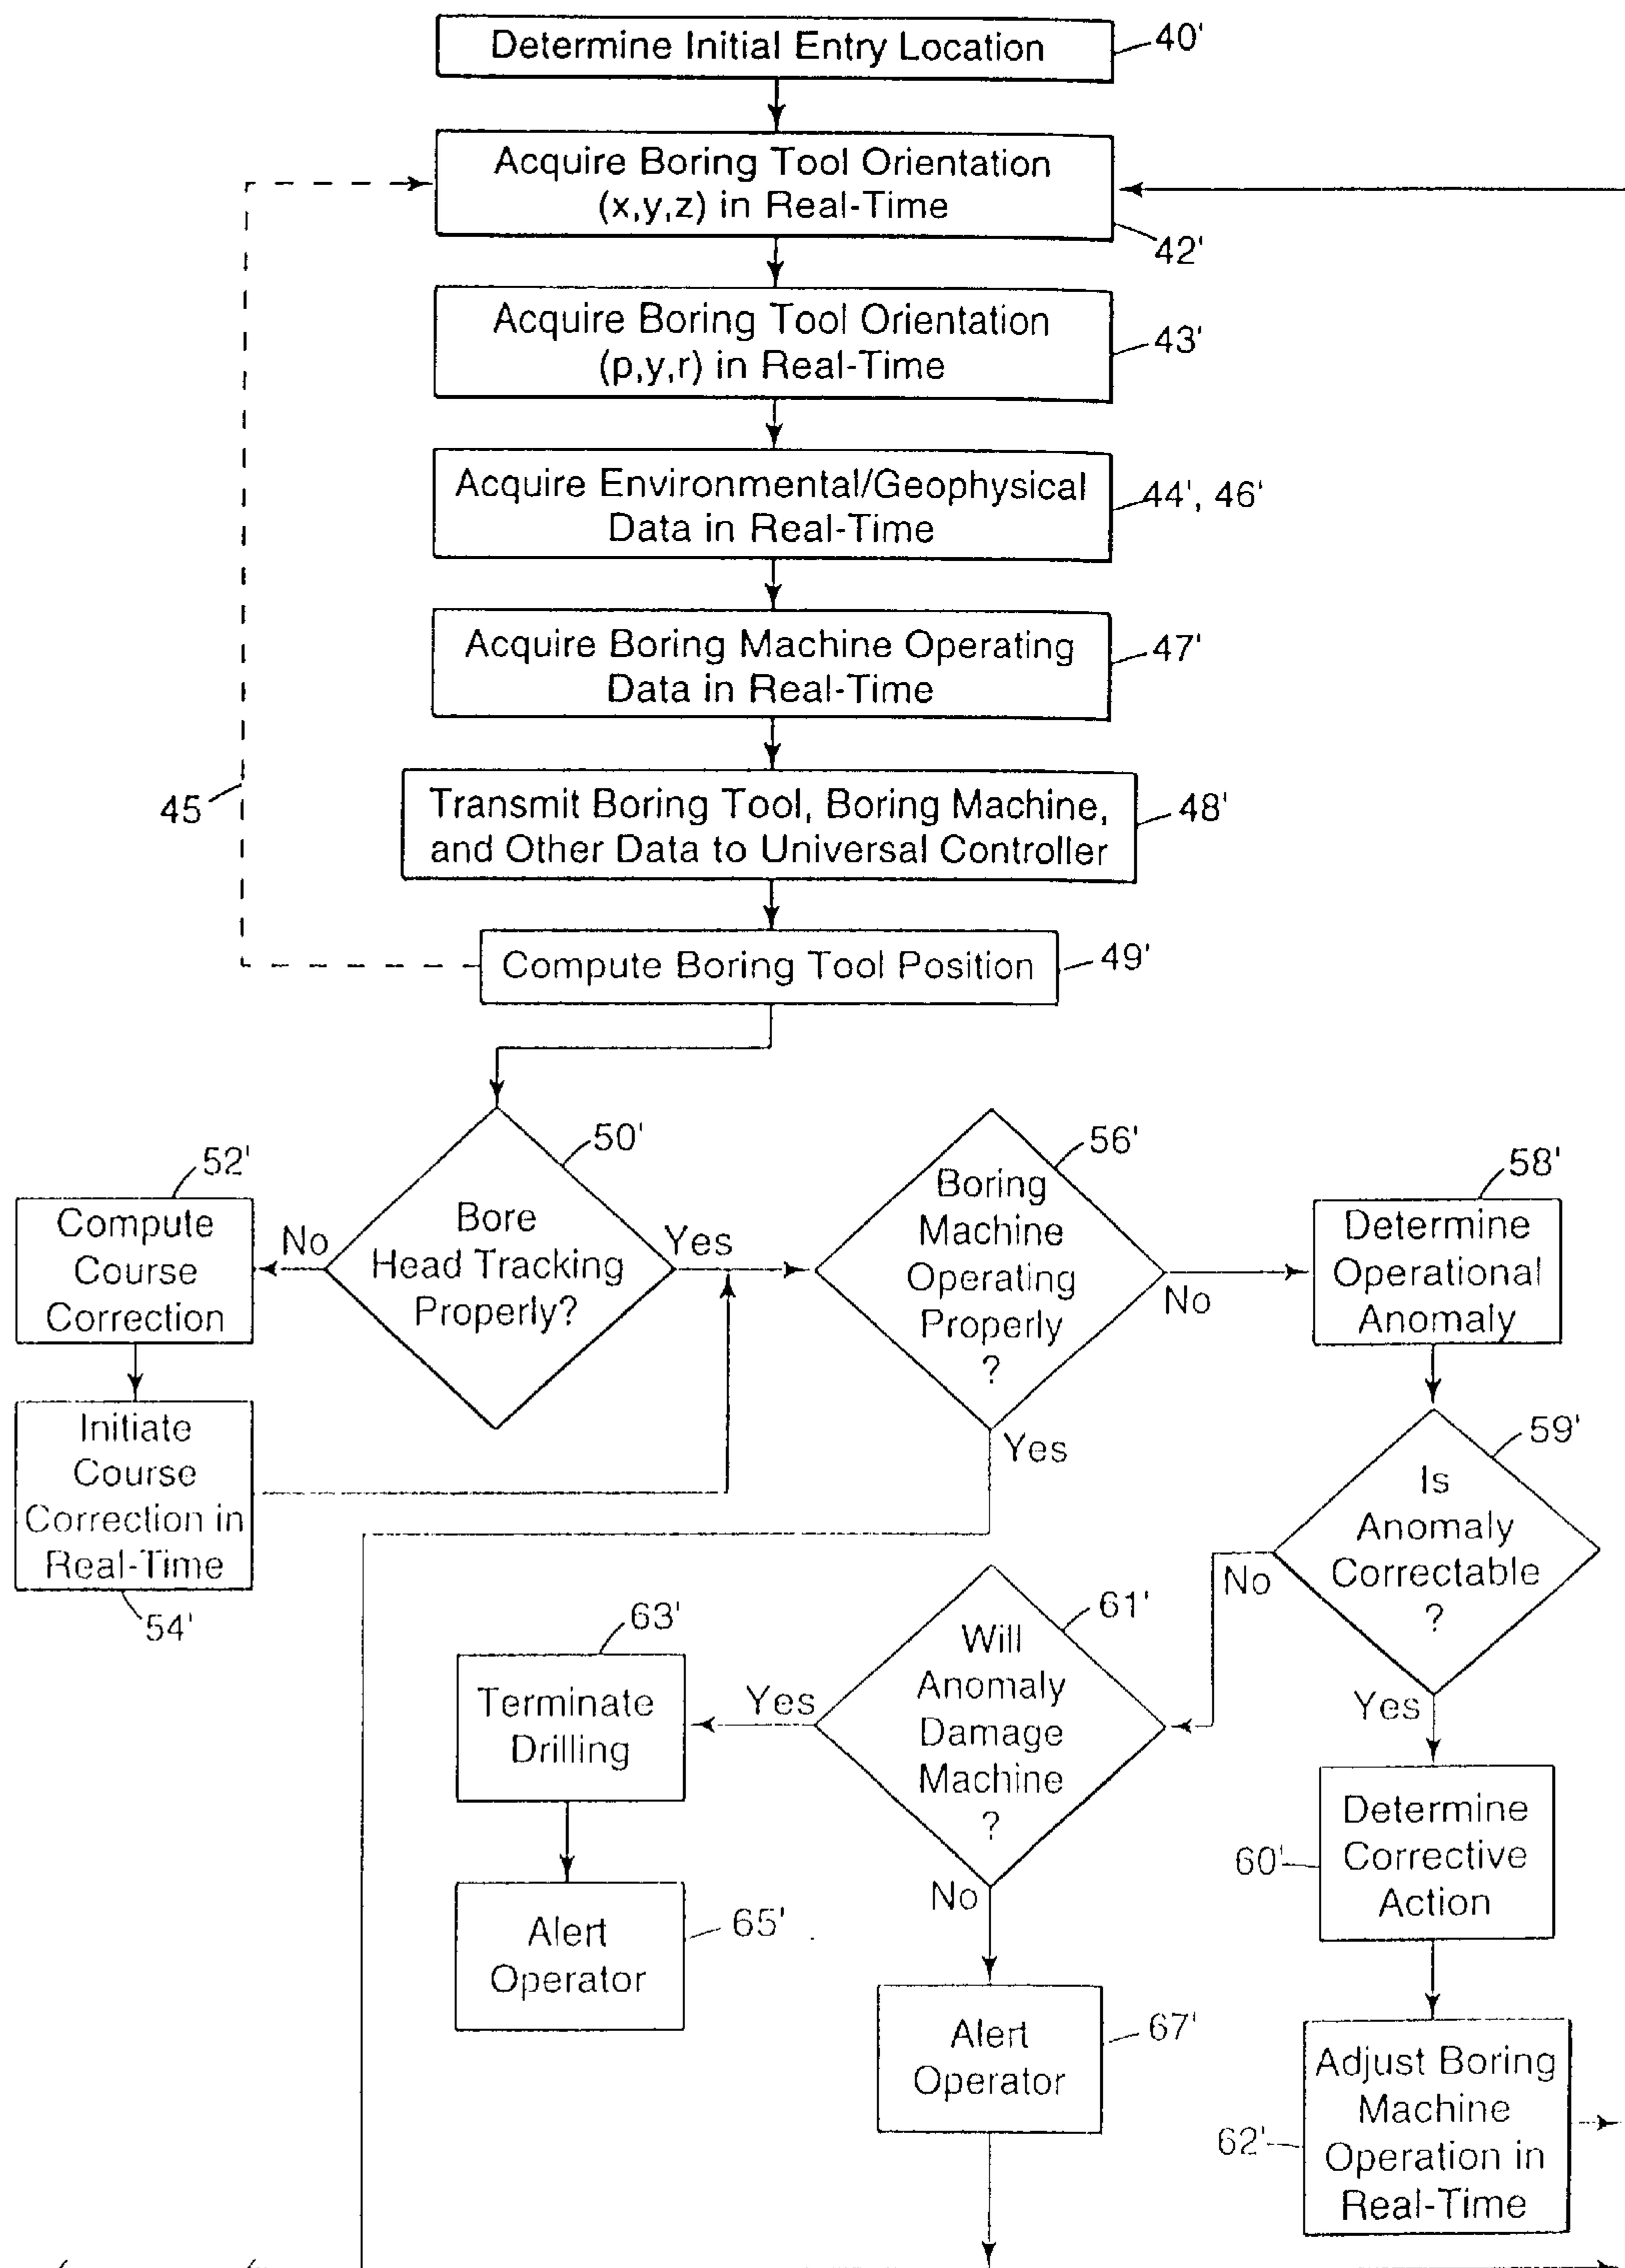 Determine Initial Entry Location
40'
Acquire Boring Tool Orientation
(x,y,z) in Real-Time
42'
Acquire Boring Tool Orientation
(p,y,r) in Real-Time
43'
Acquire Environmental/Geophysical
Data in Real-Time
44', 46'
Acquire Boring Machine Operating
Data in Real-Time
47'
45
Transmit Boring Tool, Boring Machine,
and Other Data to Universal Controller
48'
Compute Boring Tool Position
49'
50'
Bore
Head Tracking
Properly?
No
Yes
52'
Compute
Course
Correction
Initiate
Course
Correction in
Real-Time
54'
56'
Boring
Machine
Operating
Properly
?
No
Yes
58'
Determine
Operational
Anomaly
59'
Is
Anomaly
Correctable
?
No
Yes
61'
Will
Anomaly
Damage
Machine
?
Yes
No
63'
Terminate
Drilling
Alert
Operator
65'
Alert
Operator
67'
60'
Determine
Corrective
Action
62'
Adjust Boring
Machine
Operation in
Real-Time